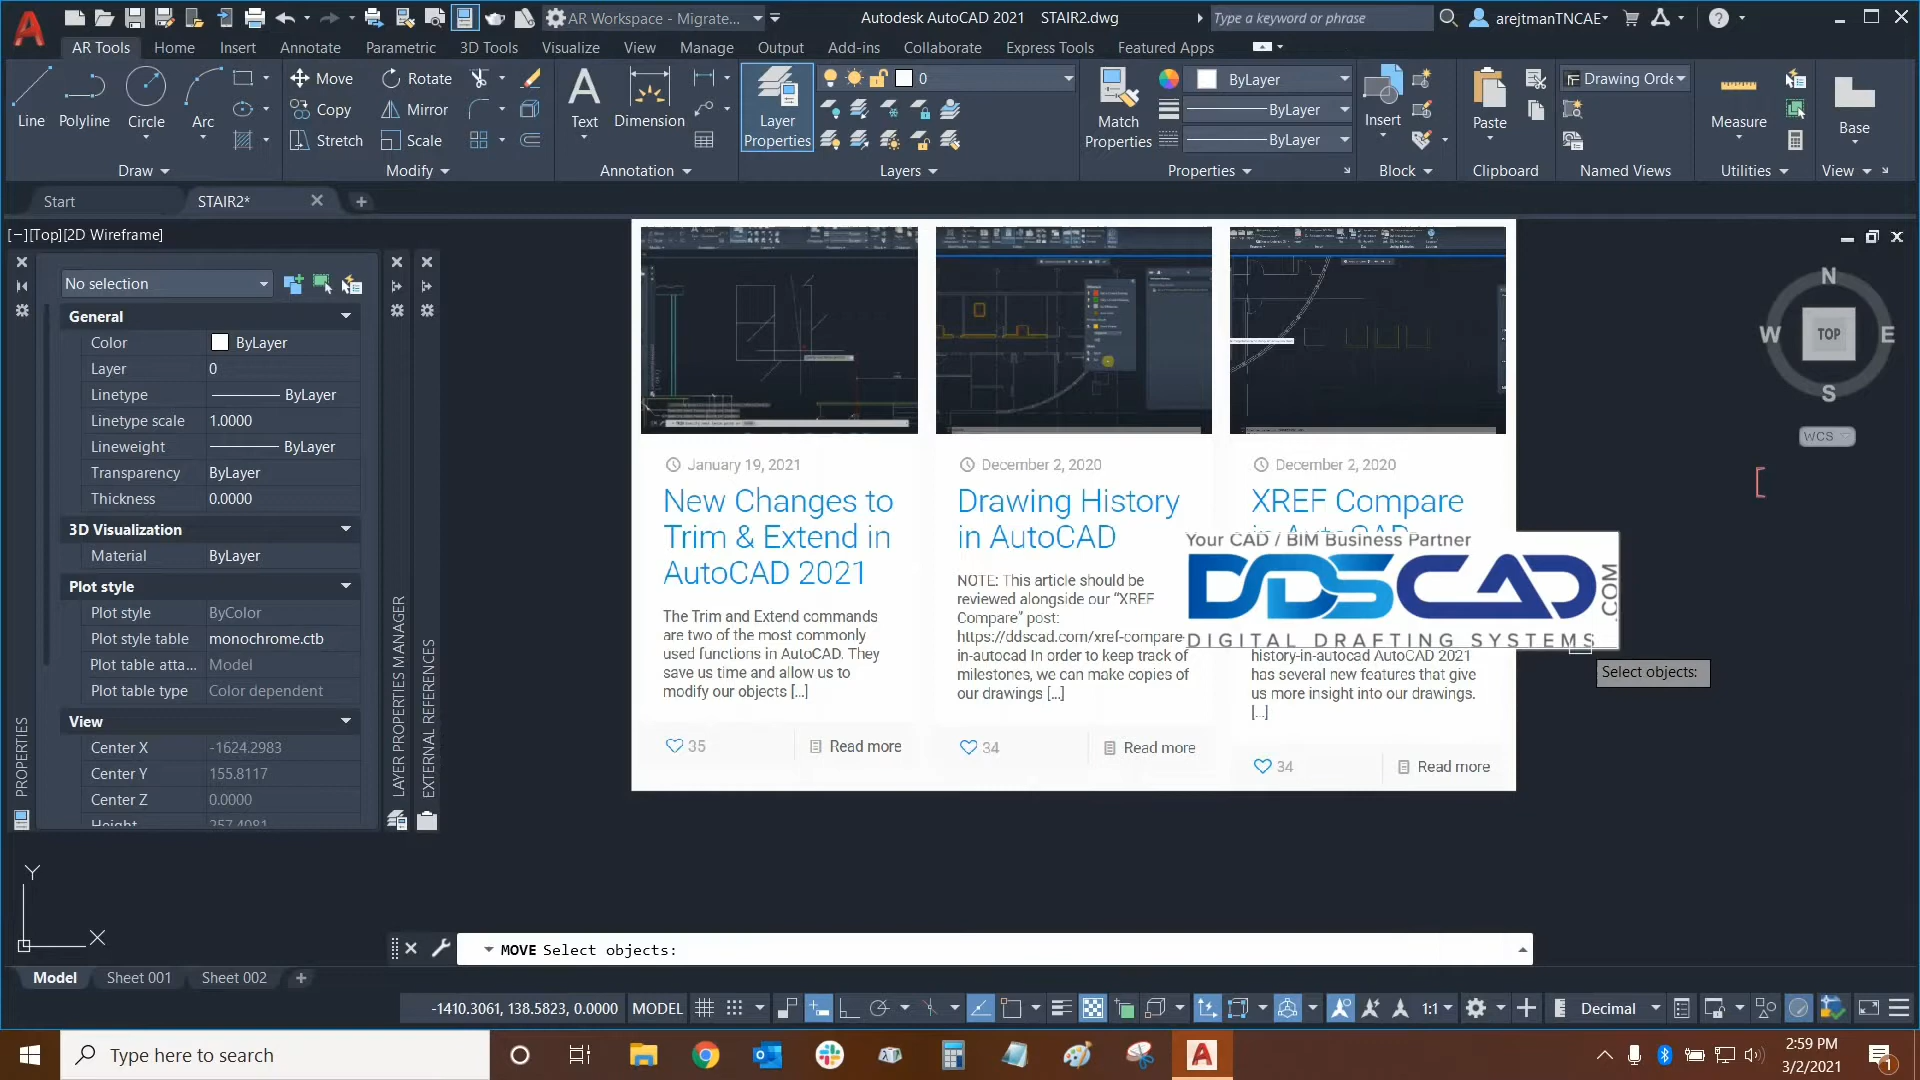 AR Workspace - Migrate...
Autodesk AutoCAD 2021 STAIR2.dwg
Type a keyword or phrase
arejtmanTNCAE
AR Tools Home Insert Annotate Parametric 3D Tools Visualize View Manage Output Add-ins Collaborate Express Tools Featured Apps
Line Polyline Circle Arc
Move Rotate
Copy Mirror
Stretch Scale
Text Dimension
Layer Properties
0
Match Properties
ByLayer
ByLayer
ByLayer
Insert
Paste
Drawing Orde
Measure
Base
Draw Modify Annotation Layers Properties Block Clipboard Named Views Utilities View
Start STAIR2*
[−][Top][2D Wireframe]
No selection
General
Color ByLayer
Layer 0
Linetype ByLayer
Linetype scale 1.0000
Lineweight ByLayer
Transparency ByLayer
Thickness 0.0000
3D Visualization
Material ByLayer
Plot style
Plot style ByColor
Plot style table monochrome.ctb
Plot table atta... Model
Plot table type Color dependent
View
Center X -1624.2983
Center Y 155.8117
Center Z 0.0000
Height 257.4981
PROPERTIES
LAYER PROPERTIES MANAGER
EXTERNAL REFERENCES
January 19, 2021
New Changes to
Trim & Extend in
AutoCAD 2021
The Trim and Extend commands
are two of the most commonly
used functions in AutoCAD. They
save us time and allow us to
modify our objects [...]
35 Read more
December 2, 2020
Drawing History
in AutoCAD
NOTE: This article should be
reviewed alongside our “XREF
Compare” post:
https://ddscad.com/xref-compare-
in-autocad In order to keep track of
milestones, we can make copies of
our drawings [...]
34 Read more
December 2, 2020
XREF Compare
in AutoCAD
history-in-autocad AutoCAD 2021
has several new features that give
us more insight into our drawings.
[...]
34 Read more
Your CAD / BIM Business Partner
DDSCAD.COM
DIGITAL DRAFTING SYSTEMS
Select objects:
N
W TOP E
S
WCS
Y
X
MOVE Select objects:
Model Sheet 001 Sheet 002
-1410.3061, 138.5823, 0.0000 MODEL
1:1
Decimal
Type here to search
2:59 PM
3/2/2021
1